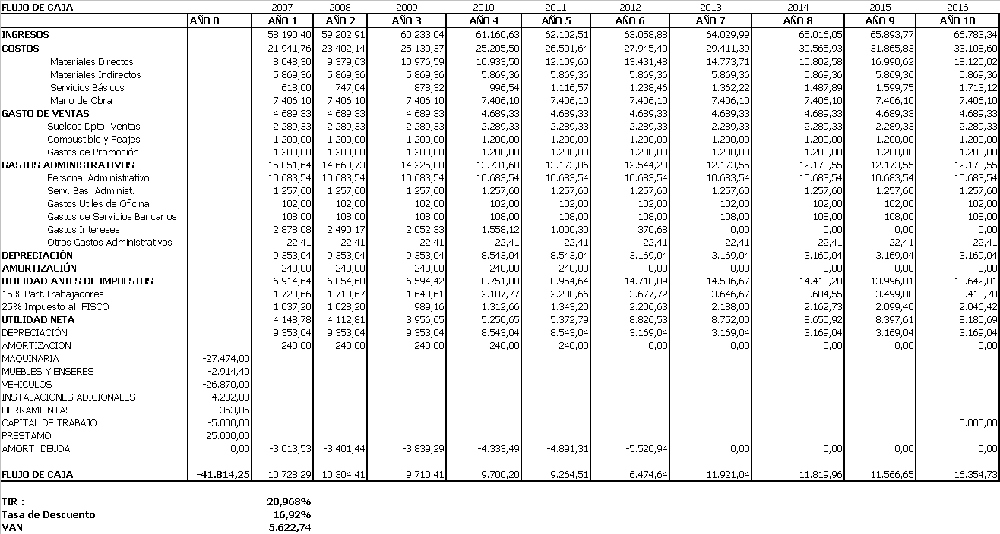 FLUJO DE CAJA 2007 2008 2009 2010 2011 2012 2013 2014 2015 2016
AÑO 0 AÑO 1 AÑO 2 AÑO 3 AÑO 4 AÑO 5 AÑO 6 AÑO 7 AÑO 8 AÑO 9 AÑO 10
INGRESOS 58.190,40 59.202,91 60.233,04 61.160,63 62.102,51 63.058,88 64.029,99 65.016,05 65.893,77 66.783,34
COSTOS 21.941,76 23.402,14 25.130,37 25.205,50 26.501,64 27.945,40 29.411,39 30.565,93 31.865,83 33.108,60
Materiales Directos 8.048,30 9.379,63 10.976,59 10.933,50 12.109,60 13.431,48 14.773,71 15.802,58 16.990,62 18.120,02
Materiales Indirectos 5.869,36 5.869,36 5.869,36 5.869,36 5.869,36 5.869,36 5.869,36 5.869,36 5.869,36 5.869,36
Servicios Básicos 618,00 747,04 878,32 996,54 1.116,57 1.238,46 1.362,22 1.487,89 1.599,75 1.713,12
Mano de Obra 7.406,10 7.406,10 7.406,10 7.406,10 7.406,10 7.406,10 7.406,10 7.406,10 7.406,10 7.406,10
GASTO DE VENTAS 4.689,33 4.689,33 4.689,33 4.689,33 4.689,33 4.689,33 4.689,33 4.689,33 4.689,33 4.689,33
Sueldos Dpto. Ventas 2.289,33 2.289,33 2.289,33 2.289,33 2.289,33 2.289,33 2.289,33 2.289,33 2.289,33 2.289,33
Combustible y Peajes 1.200,00 1.200,00 1.200,00 1.200,00 1.200,00 1.200,00 1.200,00 1.200,00 1.200,00 1.200,00
Gastos de Promoción 1.200,00 1.200,00 1.200,00 1.200,00 1.200,00 1.200,00 1.200,00 1.200,00 1.200,00 1.200,00
GASTOS ADMINISTRATIVOS 15.051,64 14.663,73 14.225,88 13.731,68 13.173,86 12.544,23 12.173,55 12.173,55 12.173,55 12.173,55
Personal Administrativo 10.683,54 10.683,54 10.683,54 10.683,54 10.683,54 10.683,54 10.683,54 10.683,54 10.683,54 10.683,54
Serv. Bas. Administ. 1.257,60 1.257,60 1.257,60 1.257,60 1.257,60 1.257,60 1.257,60 1.257,60 1.257,60 1.257,60
Gastos Utiles de Oficina 102,00 102,00 102,00 102,00 102,00 102,00 102,00 102,00 102,00 102,00
Gastos de Servicios Bancarios 108,00 108,00 108,00 108,00 108,00 108,00 108,00 108,00 108,00 108,00
Gastos Intereses 2.878,08 2.490,17 2.052,33 1.558,12 1.000,30 370,68 0,00 0,00 0,00 0,00
Otros Gastos Administrativos 22,41 22,41 22,41 22,41 22,41 22,41 22,41 22,41 22,41 22,41
DEPRECIACIÓN 9.353,04 9.353,04 9.353,04 8.543,04 8.543,04 3.169,04 3.169,04 3.169,04 3.169,04 3.169,04
AMORTIZACIÓN 240,00 240,00 240,00 240,00 240,00 0,00 0,00 0,00 0,00 0,00
UTILIDAD ANTES DE IMPUESTOS 6.914,64 6.854,68 6.594,42 8.751,08 8.954,64 14.710,89 14.586,67 14.418,20 13.996,01 13.642,81
15% Part.Trabajadores 1.728,66 1.713,67 1.648,61 2.187,77 2.238,66 3.677,72 3.646,67 3.604,55 3.499,00 3.410,70
25% Impuesto al FISCO 1.037,20 1.028,20 989,16 1.312,66 1.343,20 2.206,63 2.188,00 2.162,73 2.099,40 2.046,42
UTILIDAD NETA 4.148,78 4.112,81 3.956,65 5.250,65 5.372,79 8.826,53 8.752,00 8.650,92 8.397,61 8.185,69
DEPRECIACIÓN 9.353,04 9.353,04 9.353,04 8.543,04 8.543,04 3.169,04 3.169,04 3.169,04 3.169,04 3.169,04
AMORTIZACIÓN 240,00 240,00 240,00 240,00 240,00 0,00 0,00 0,00 0,00 0,00
MAQUINARIA -27.474,00
MUEBLES Y ENSERES -2.914,40
VEHICULOS -26.870,00
INSTALACIONES ADICIONALES -4.202,00
HERRAMIENTAS -353,85
CAPITAL DE TRABAJO -5.000,00 5.000,00
PRESTAMO 25.000,00
AMORT. DEUDA 0,00 -3.013,53 -3.401,44 -3.839,29 -4.333,49 -4.891,31 -5.520,94 0,00 0,00 0,00 0,00
FLUJO DE CAJA -41.814,25 10.728,29 10.304,41 9.710,41 9.700,20 9.264,51 6.474,64 11.921,04 11.819,96 11.566,65 16.354,73
TIR : 20,968%
Tasa de Descuento 16,92%
VAN 5.622,74